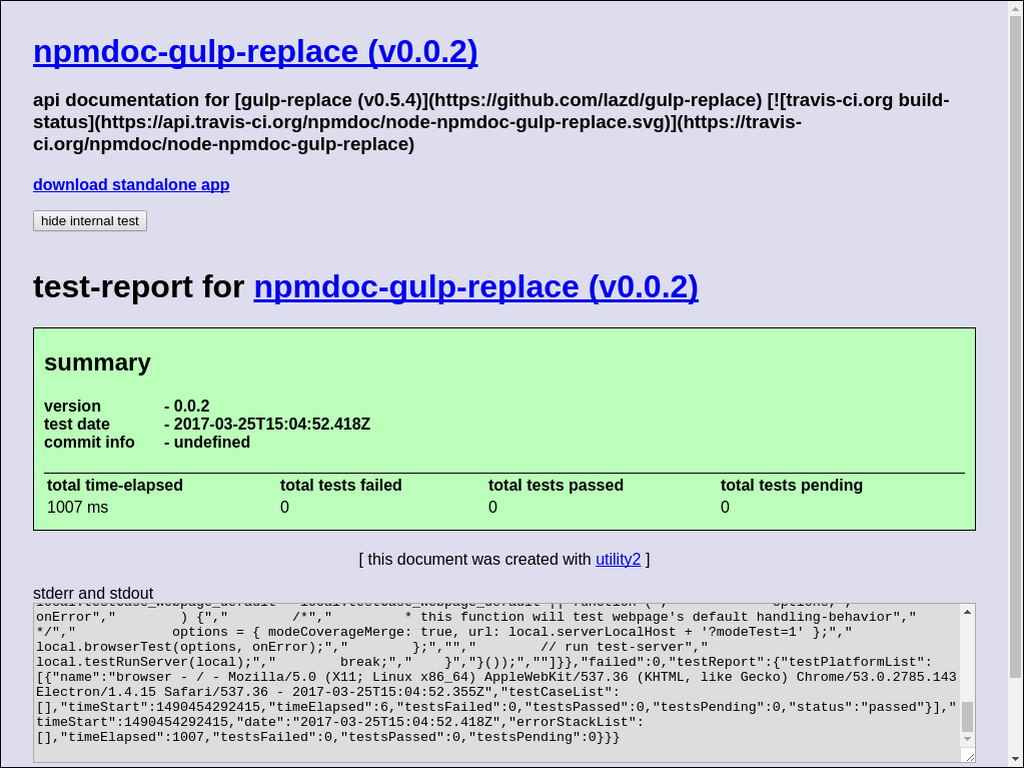 npmdoc-gulp-replace (v0.0.2)
api documentation for [gulp-replace (v0.5.4)](https://github.com/lazd/gulp-replace) [![travis-ci.org build-
status](https://api.travis-ci.org/npmdoc/node-npmdoc-gulp-replace.svg)](https://travis-
ci.org/npmdoc/node-npmdoc-gulp-replace)
download standalone app
hide internal test
test-report for npmdoc-gulp-replace (v0.0.2)
summary
version - 0.0.2
test date - 2017-03-25T15:04:52.418Z
commit info - undefined
total time-elapsed total tests failed total tests passed total tests pending
1007 ms 0 0 0
[ this document was created with utility2 ]
stderr and stdout
onError","        ) {","        /*","         * this function will test webpage's default handling-behavior","
*/","            options = { modeCoverageMerge: true, url: local.serverLocalHost + '?modeTest=1' };","
local.browserTest(options, onError);","        };","","        // run test-server","
local.testRunServer(local);","        break;","    }","}());",""]}},"failed":0,"testReport":{"testPlatformList":
[{"name":"browser - / - Mozilla/5.0 (X11; Linux x86_64) AppleWebKit/537.36 (KHTML, like Gecko) Chrome/53.0.2785.143
Electron/1.4.15 Safari/537.36 - 2017-03-25T15:04:52.355Z","testCaseList":
[],"timeStart":1490454292415,"timeElapsed":6,"testsFailed":0,"testsPassed":0,"testsPending":0,"status":"passed"}],"
timeStart":1490454292415,"date":"2017-03-25T15:04:52.418Z","errorStackList":
[],"timeElapsed":1007,"testsFailed":0,"testsPassed":0,"testsPending":0}}}